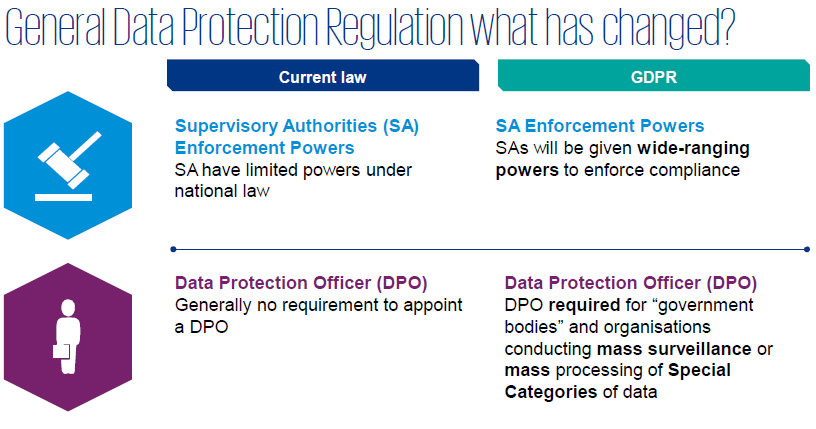 General Data Protection Regulation what has changed?
Current law
GDPR
Supervisory Authorities (SA)
Enforcement Powers
SA have limited powers under
national law
SA Enforcement Powers
SAs will be given wide-ranging
powers to enforce compliance
Data Protection Officer (DPO)
Generally no requirement to appoint
a DPO
Data Protection Officer (DPO)
DPO required for “government
bodies” and organisations
conducting mass surveillance or
mass processing of Special
Categories of data